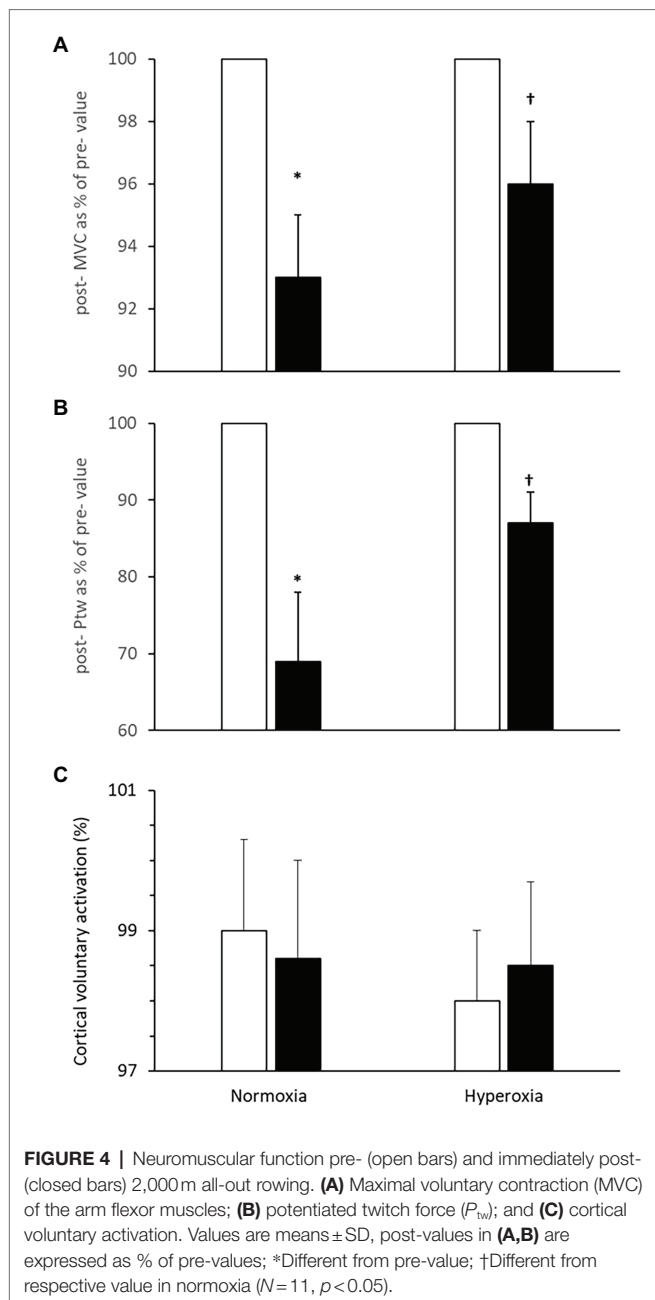 A
100
98
96
94
92
90
post- MVC as % of pre- value
*
†
B
100
90
80
70
60
post- Ptw as % of pre- value
*
†
C
101
99
97
Cortical voluntary activation (%)
Normoxia
Hyperoxia
FIGURE 4 | Neuromuscular function pre- (open bars) and immediately post-
(closed bars) 2,000 m all-out rowing. (A) Maximal voluntary contraction (MVC)
of the arm flexor muscles; (B) potentiated twitch force (Ptw); and (C) cortical
voluntary activation. Values are means ± SD, post-values in (A,B) are
expressed as % of pre-values; *Different from pre-value; †Different from
respective value in normoxia (N = 11, p < 0.05).